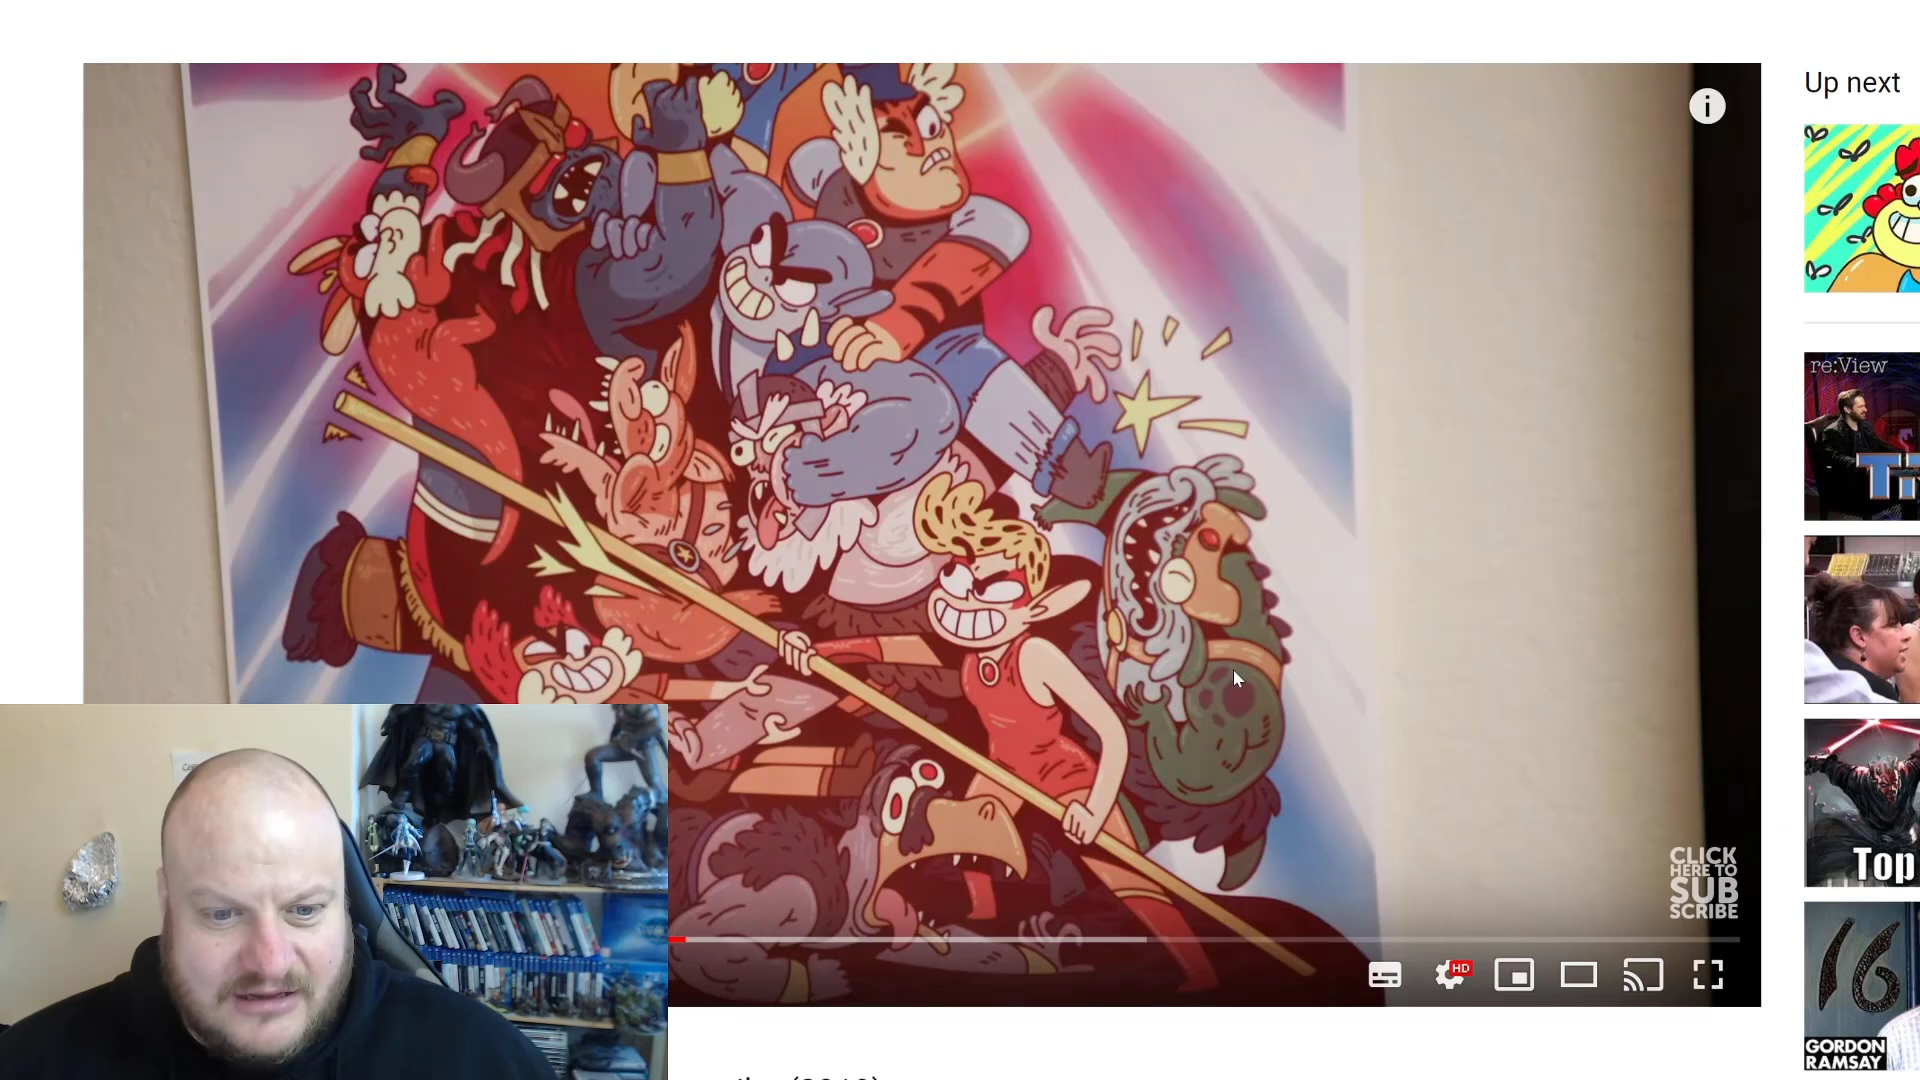 Up next
re:View
HD
CLICK
HERE TO
SUB
SCRIBE
Top
16
GORDON
RAMSAY